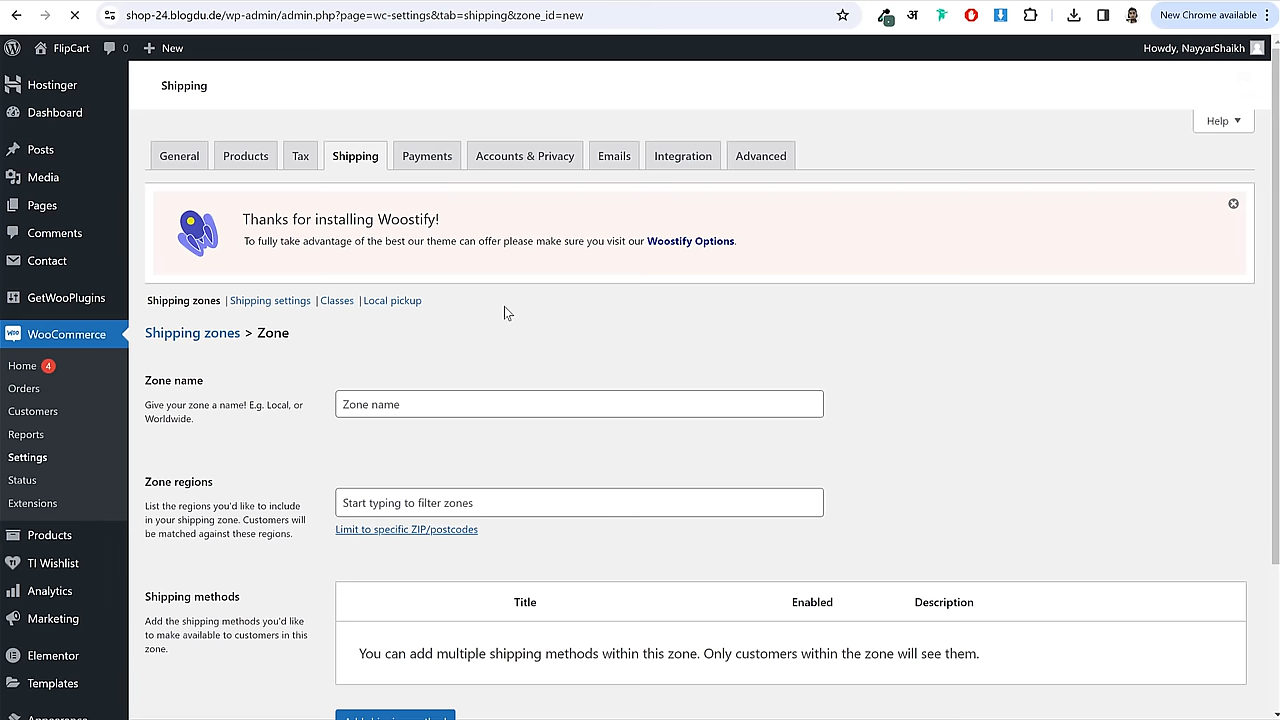 shop-24.blogdu.de/wp-admin/admin.php?page=wc-settings&tab=shipping&zone_id=new
अ
New Chrome available
FlipCart
0
New
Howdy, NayyarShaikh
Hostinger
Dashboard
Posts
Media
Pages
Comments
Contact
GetWooPlugins
WooCommerce
Home 4
Orders
Customers
Reports
Settings
Status
Extensions
Products
TI Wishlist
Analytics
Marketing
Elementor
Templates
Appearance
Shipping
Help
General
Products
Tax
Shipping
Payments
Accounts & Privacy
Emails
Integration
Advanced
Thanks for installing Woostify!
To fully take advantage of the best our theme can offer please make sure you visit our Woostify Options.
Shipping zones | Shipping settings | Classes | Local pickup
Shipping zones > Zone
Zone name
Give your zone a name! E.g. Local, or
Worldwide.
Zone name
Zone regions
List the regions you'd like to include
in your shipping zone. Customers will
be matched against these regions.
Start typing to filter zones
Limit to specific ZIP/postcodes
Shipping methods
Add the shipping methods you'd like
to make available to customers in this
zone.
Title
Enabled
Description
You can add multiple shipping methods within this zone. Only customers within the zone will see them.
Add shipping method